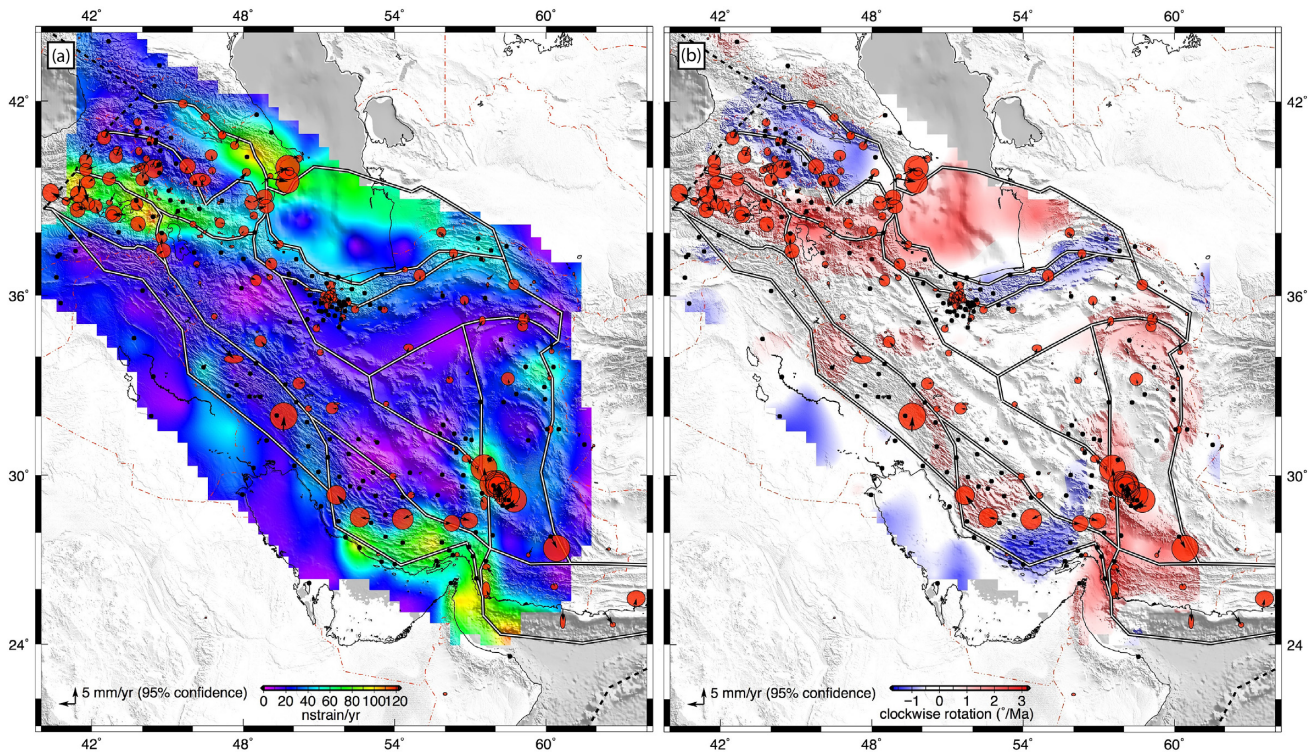 42˚ 48˚ 54˚ 60˚ 42˚ 48˚ 54˚ 60˚
(a) (b)
42˚ 42˚
36˚ 36˚
30˚ 30˚
24˚ 24˚
5 mm/yr (95% confidence) 0 20 40 60 80 100 120 nstrain/yr
5 mm/yr (95% confidence) −1 0 1 2 3 clockwise rotation (˚/Ma)
42˚ 48˚ 54˚ 60˚ 42˚ 48˚ 54˚ 60˚